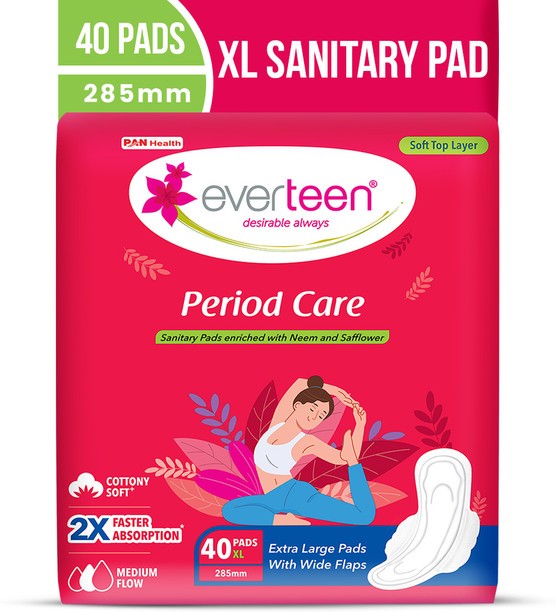 40 PADS
285mm
XL SANITARY PAD
PAN Health
Soft Top Layer
everteen®
desirable always
Period Care
Sanitary Pads enriched with Neem and Safflower
COTTONY
SOFT+
2X FASTER
ABSORPTION*
MEDIUM
FLOW
40 PADS
XL
285mm
Extra Large Pads
With Wide Flaps